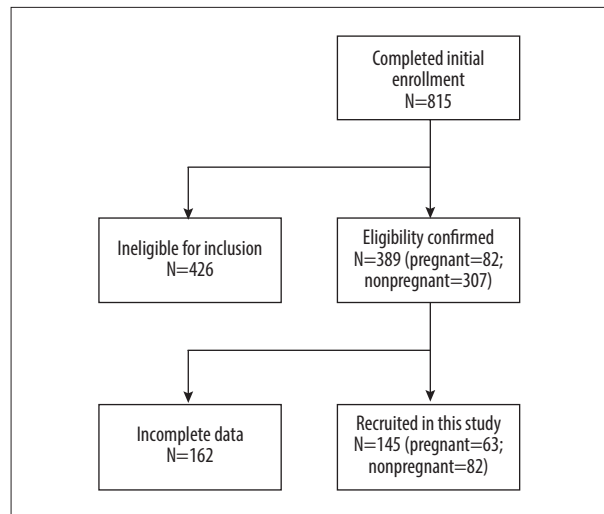 Completed initial
enrollment
N=815
Ineligible for inclusion
N=426
Eligibility confirmed
N=389 (pregnant=82;
nonpregnant=307)
Incomplete data
N=162
Recruited in this study
N=145 (pregnant=63;
nonpregnant=82)